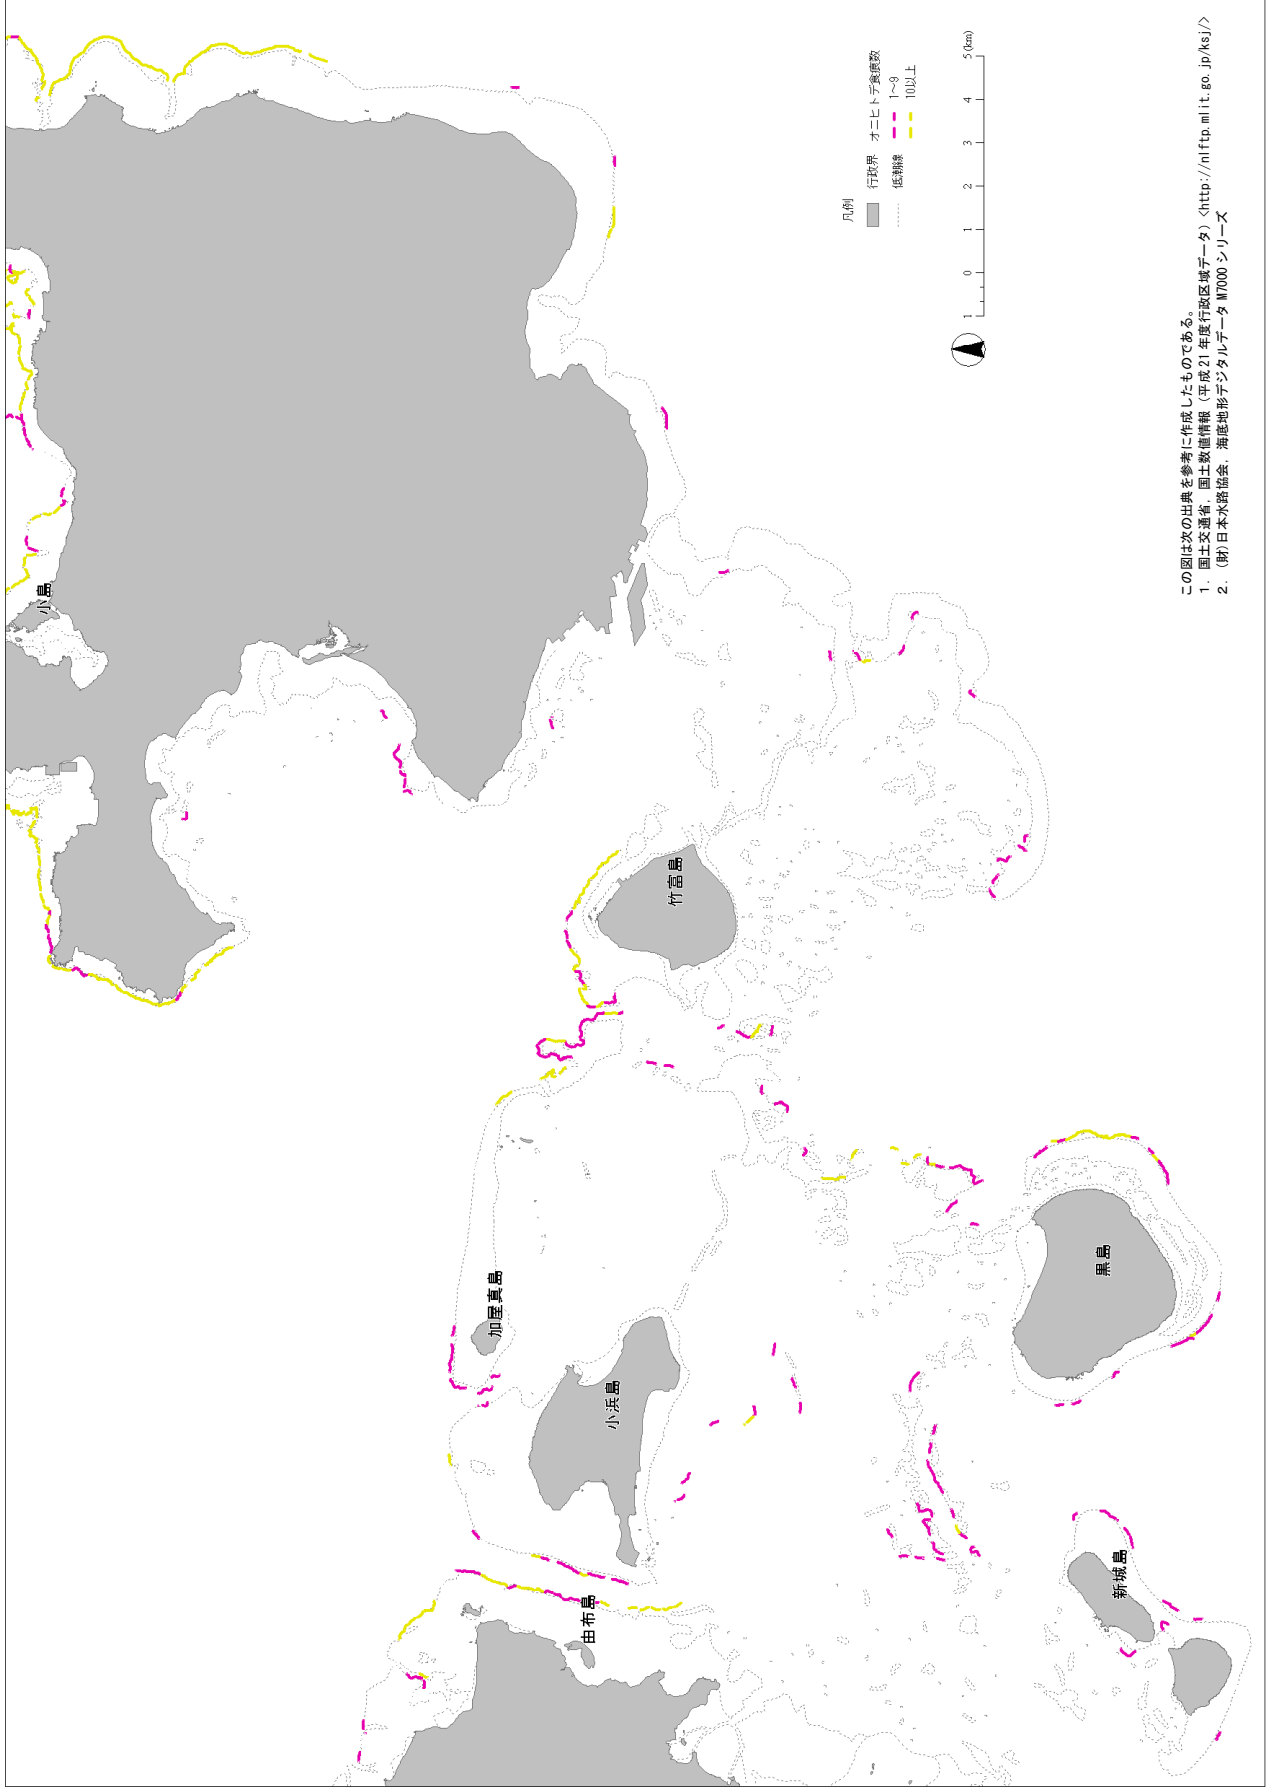 小島
竹富島
加屋真島
小浜島
由布島
黒島
新城島
凡例
行政界
低潮線
オニヒトデ食痕数
1～9
10以上
1 0 1 2 3 4 5(km)
この図は次の出典を参考に作成したものである。
1. 国土交通省, 国土数値情報 (平成21年度行政区域データ) <http://nlftp.mlit.go.jp/ksj/>
2. (財)日本水路協会, 海底地形デジタルデータ M7000 シリーズ